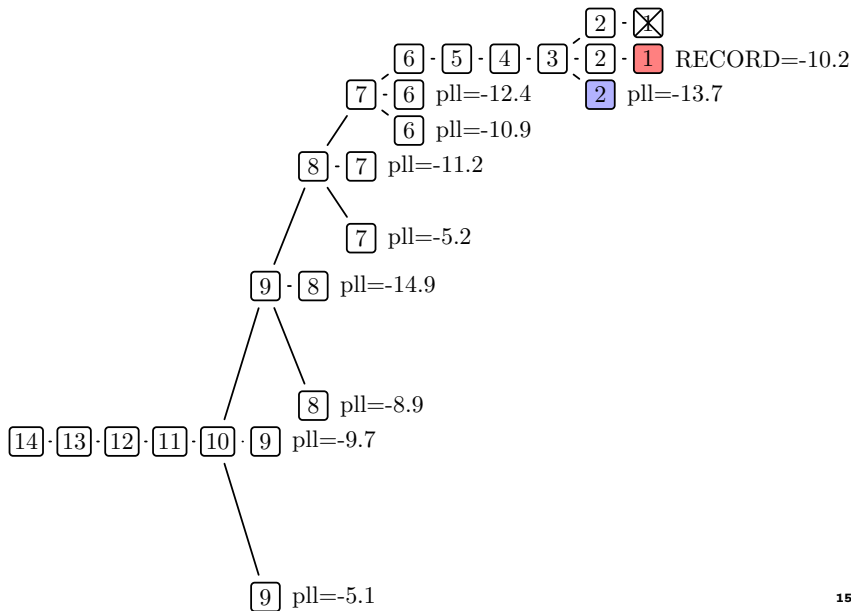 2 1
6 5 4 3 2 1 RECORD=-10.2
7 6 pll=-12.4 2 pll=-13.7
6 pll=-10.9
8 7 pll=-11.2
7 pll=-5.2
9 8 pll=-14.9
8 pll=-8.9
14 13 12 11 10 9 pll=-9.7
9 pll=-5.1
15